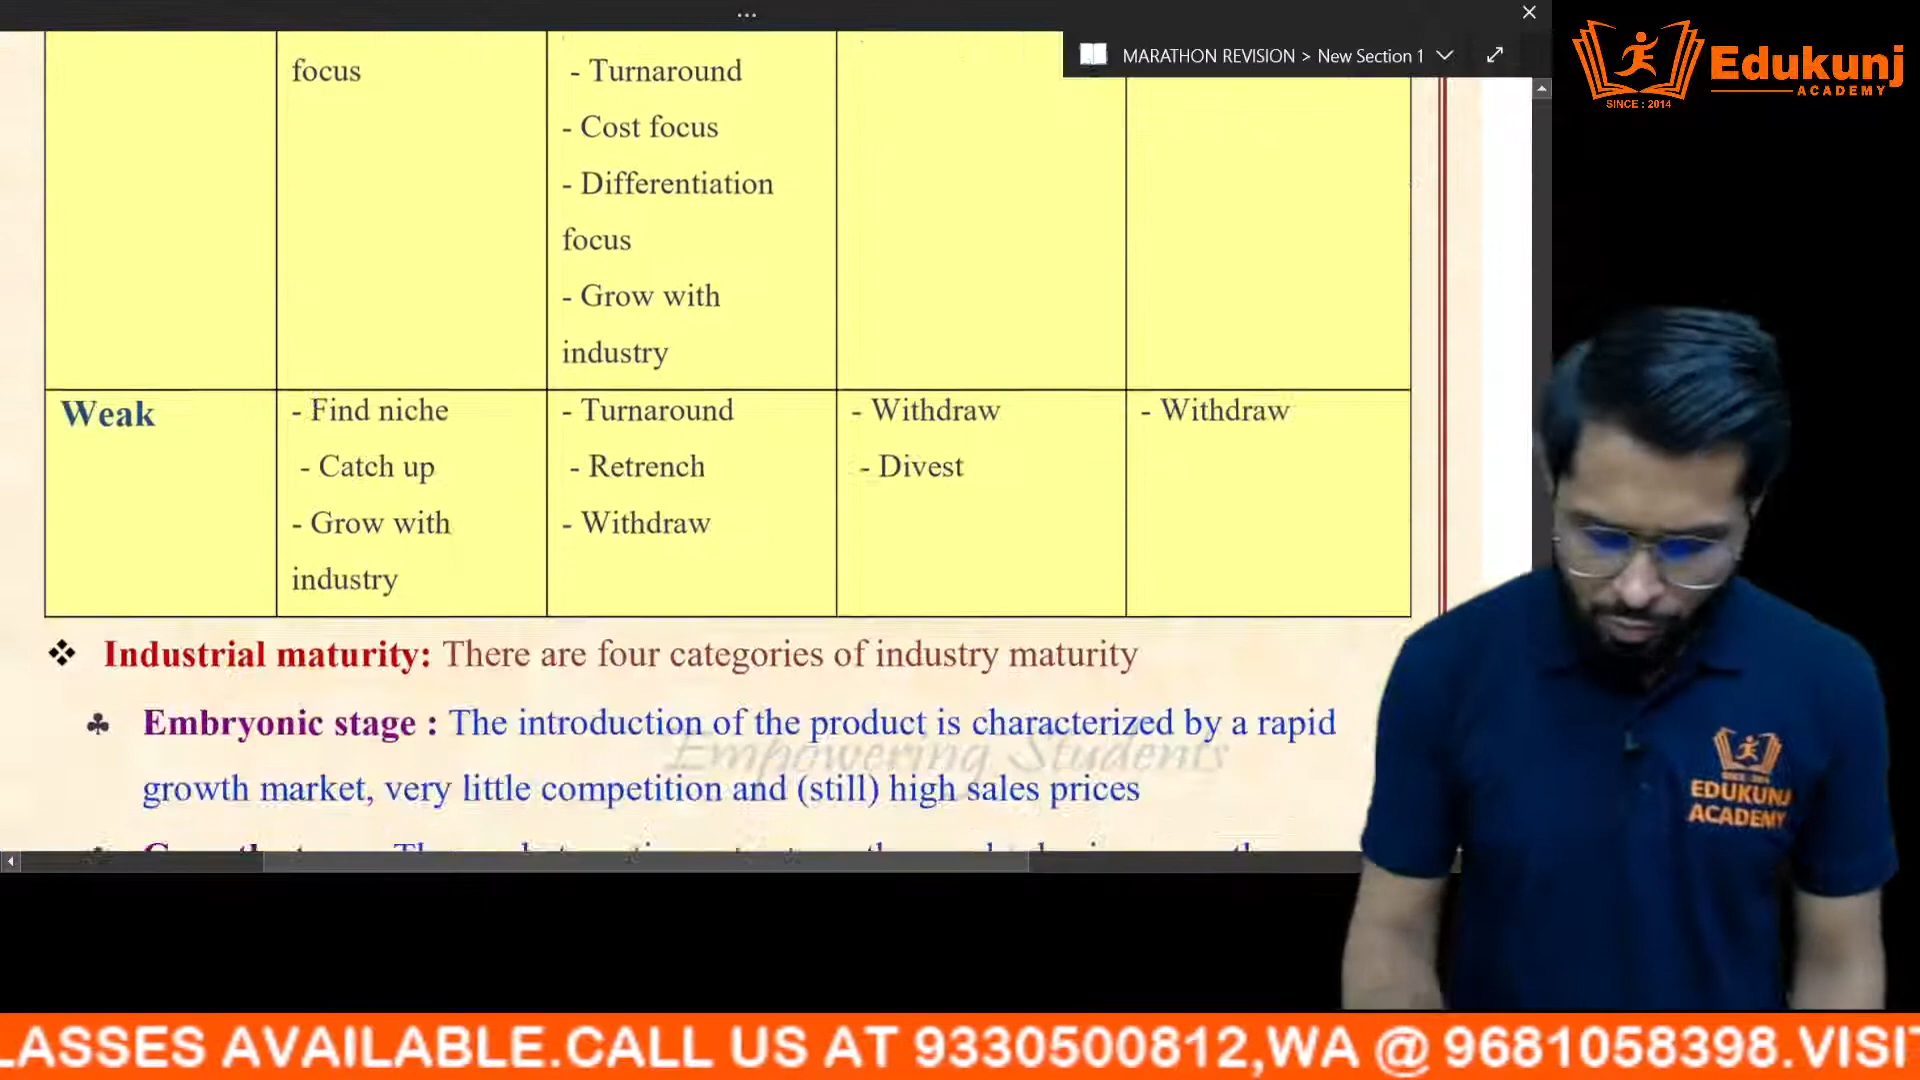 ...
MARATHON REVISION > New Section 1
Edukunj
ACADEMY
SINCE : 2014
focus
- Turnaround
- Cost focus
- Differentiation
focus
- Grow with
industry
Weak
- Find niche
- Catch up
- Grow with
industry
- Turnaround
- Retrench
- Withdraw
- Withdraw
- Divest
- Withdraw
❖ Industrial maturity: There are four categories of industry maturity
♣ Embryonic stage : The introduction of the product is characterized by a rapid
growth market, very little competition and (still) high sales prices
Empowering Students
EDUKUNJ
ACADEMY
LASSES AVAILABLE.CALL US AT 9330500812,WA @ 9681058398.VISIT